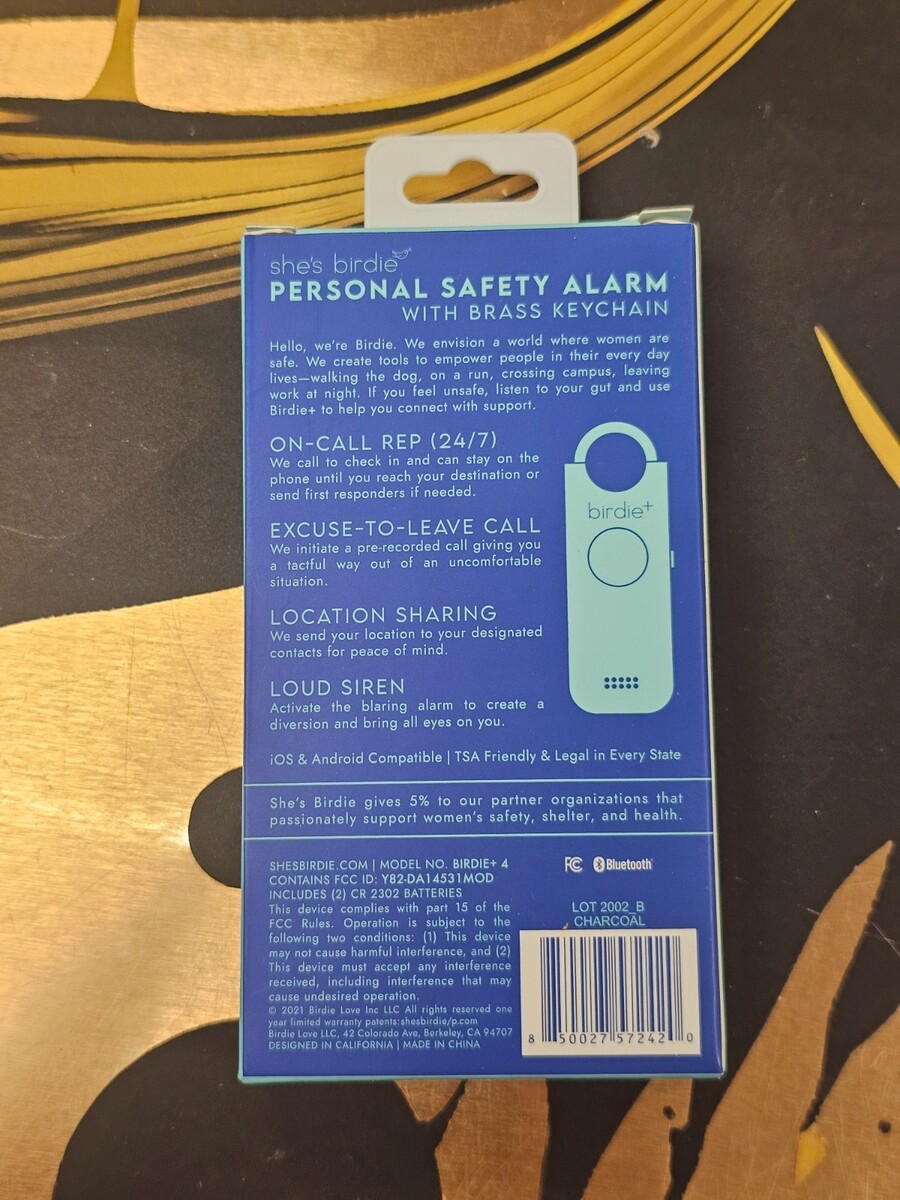 she's birdie
PERSONAL SAFETY ALARM
WITH BRASS KEYCHAIN
Hello, we're Birdie. We envision a world where women are
safe. We create tools to empower people in their every day
lives—walking the dog, on a run, crossing campus, leaving
work at night. If you feel unsafe, listen to your gut and use
Birdie+ to help you connect with support.
ON-CALL REP (24/7)
We call to check in and can stay on the
phone until you reach your destination or
send first responders if needed.
EXCUSE-TO-LEAVE CALL
We initiate a pre-recorded call giving you
a tactful way out of an uncomfortable
situation.
LOCATION SHARING
We send your location to your designated
contacts for peace of mind.
LOUD SIREN
Activate the blaring alarm to create a
diversion and bring all eyes on you.
birdie+
iOS & Android Compatible | TSA Friendly & Legal in Every State
She's Birdie gives 5% to our partner organizations that
passionately support women's safety, shelter, and health.
SHESBIRDIE.COM | MODEL NO. BIRDIE+ 4
CONTAINS FCC ID: Y82-DA14531MOD
INCLUDES (2) CR 2302 BATTERIES
This device complies with part 15 of the
FCC Rules. Operation is subject to the
following two conditions: (1) This device
may not cause harmful interference, and (2)
This device must accept any interference
received, including interference that may
cause undesired operation.
© 2021 Birdie Love Inc LLC All rights reserved one
year limited warranty patents:shesbirdie/p.com
Birdie Love LLC, 42 Colorado Ave, Berkeley, CA 94707
DESIGNED IN CALIFORNIA | MADE IN CHINA
FC Bluetooth
LOT 2002_B
CHARCOAL
8 50027 57242 0